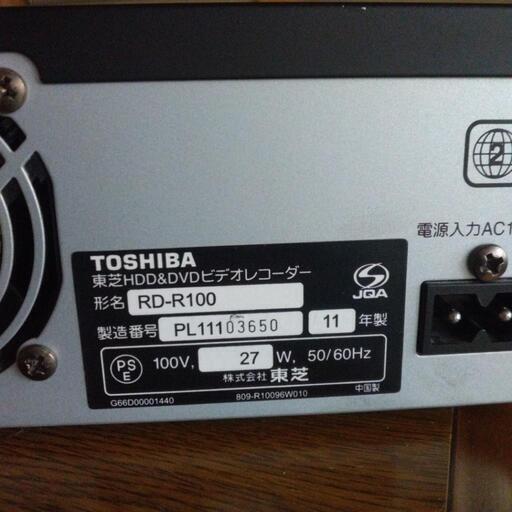 2
電源入力AC1
TOSHIBA
東芝HDD&DVDビデオレコーダー
形名 RD-R100
JQA
製造番号 PL11103650 11 年製
PS E 100V, 27 W, 50/60Hz
株式会社 東芝
中国製
G66D00001440 809-R10096W010